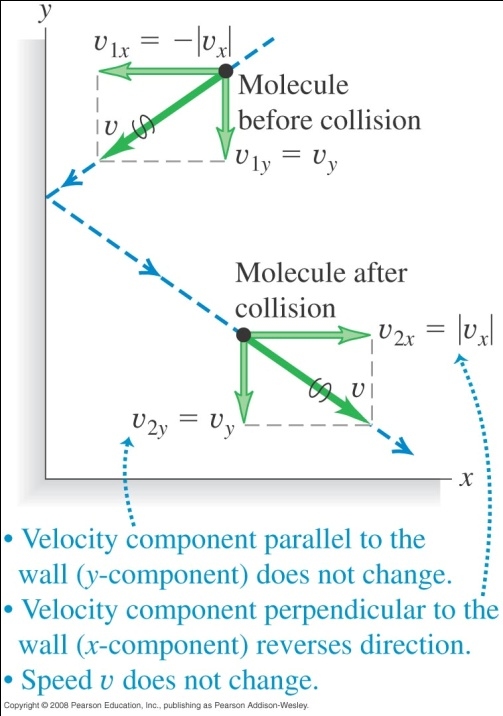 y
v₁ₓ = −|vₓ|
Molecule
before collision
v
v₁y = vy
Molecule after
collision
v₂ₓ = |vₓ|
v
v₂y = vy
x
• Velocity component parallel to the
wall (y-component) does not change.
• Velocity component perpendicular to the
wall (x-component) reverses direction.
• Speed v does not change.
Copyright © 2008 Pearson Education, Inc., publishing as Pearson Addison-Wesley.